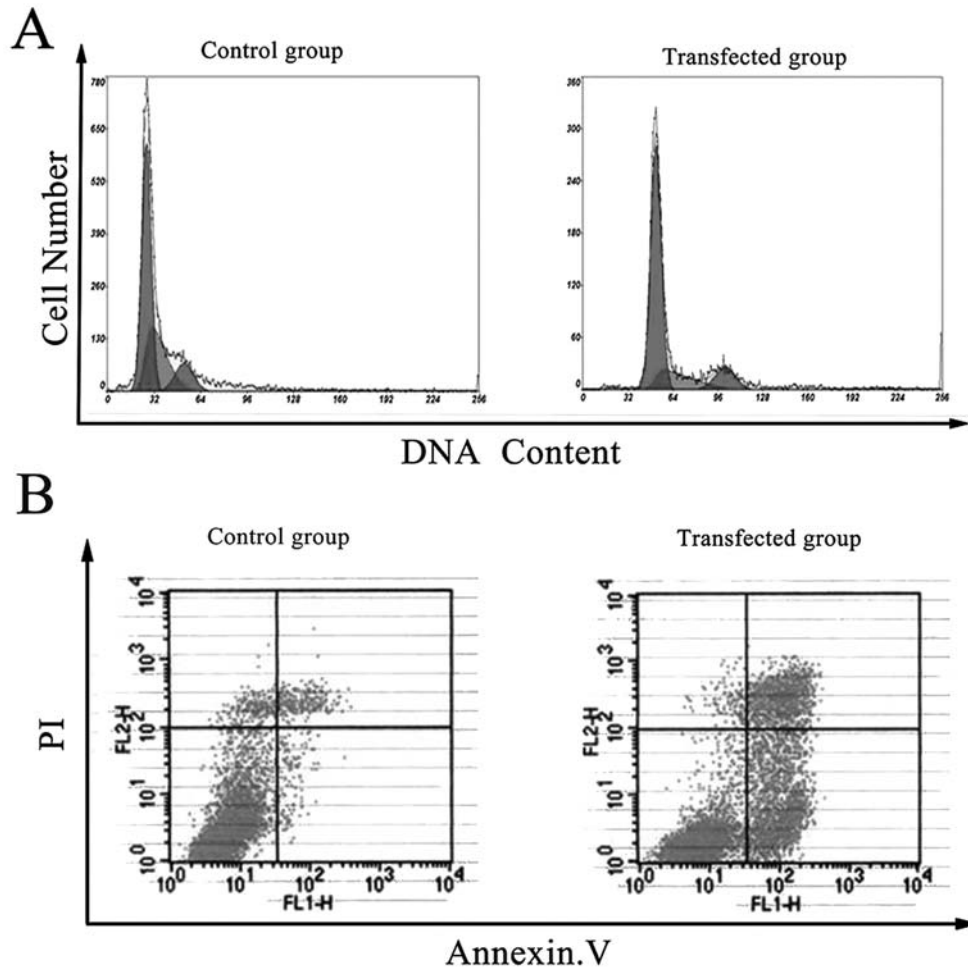 A
Control group
Transfected group
Cell Number
780
650
520
390
260
130
0
0 32 64 96 128 160 192 224 256
360
300
240
180
120
60
0
0 32 64 96 128 160 192 224 256
DNA Content
B
Control group
Transfected group
PI
FL2-H
10^4
10^3
10^2
10^1
10^0
10^0 10^1 10^2 10^3 10^4
FL1-H
FL2-H
10^4
10^3
10^2
10^1
10^0
10^0 10^1 10^2 10^3 10^4
FL1-H
Annexin.V